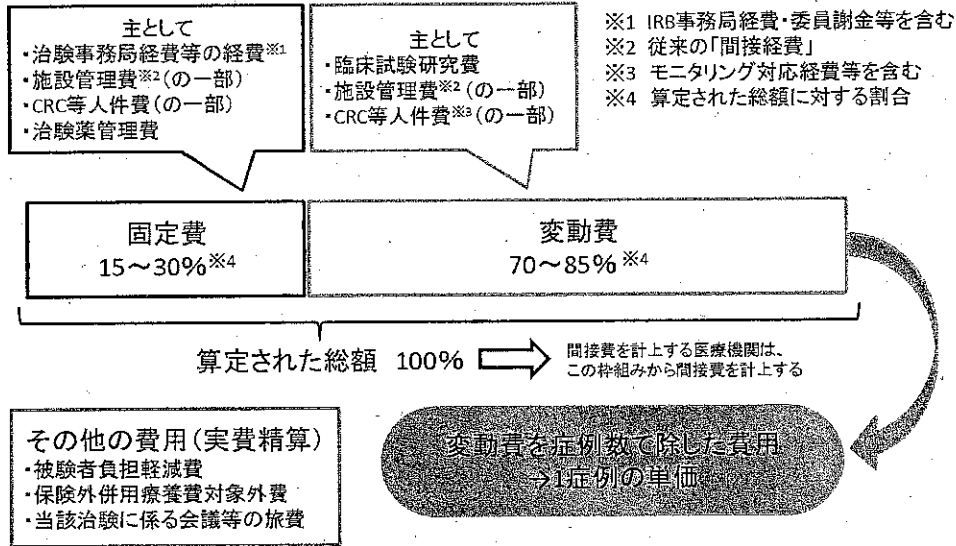 主として
・治験事務局経費等の経費※1
・施設管理費※2(の一部)
・CRC等人件費(の一部)
・治験薬管理費
主として
・臨床試験研究費
・施設管理費※2(の一部)
・CRC等人件費※3(の一部)
※1 IRB事務局経費・委員謝金等を含む
※2 従来の「間接経費」
※3 モニタリング対応経費等を含む
※4 算定された総額に対する割合
固定費
15～30%※4
変動費
70～85%※4
算定された総額 100%
間接費を計上する医療機関は、
この枠組みから間接費を計上する
その他の費用(実費精算)
・被験者負担軽減費
・保険外併用療養費対象外費
・当該治験に係る会議等の旅費
変動費を症例数で除した費用
→1症例の単価